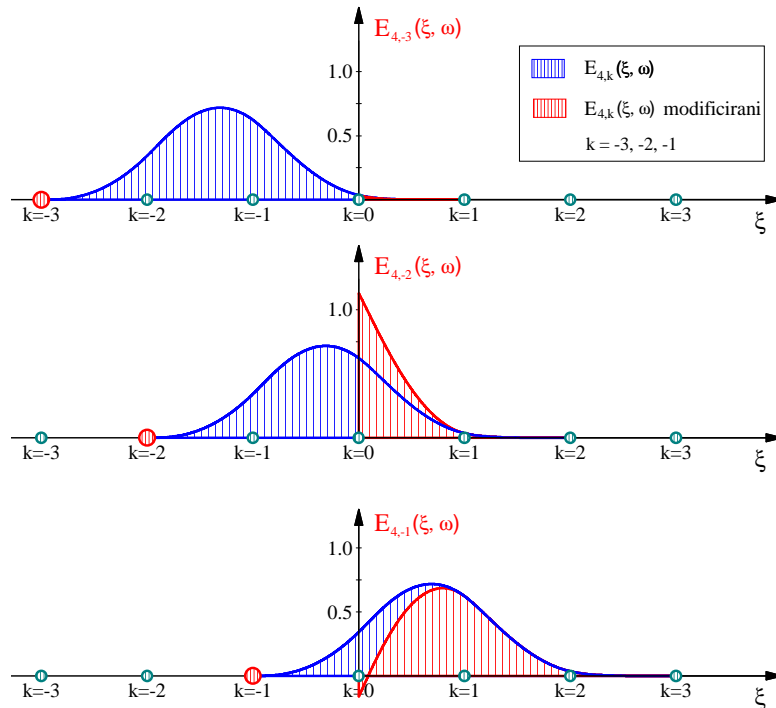 E₄,₋₃(ξ, ω)
1.0
0.5
k=-3 k=-2 k=-1 k=0 k=1 k=2 k=3
ξ
E₄,ₖ(ξ, ω)
E₄,ₖ(ξ, ω) modificirani
k = -3, -2, -1
E₄,₋₂(ξ, ω)
1.0
k=-3 k=-2 k=-1 k=0 k=1 k=2 k=3
ξ
E₄,₋₁(ξ, ω)
1.0
0.5
k=-3 k=-2 k=-1 k=0 k=1 k=2 k=3
ξ